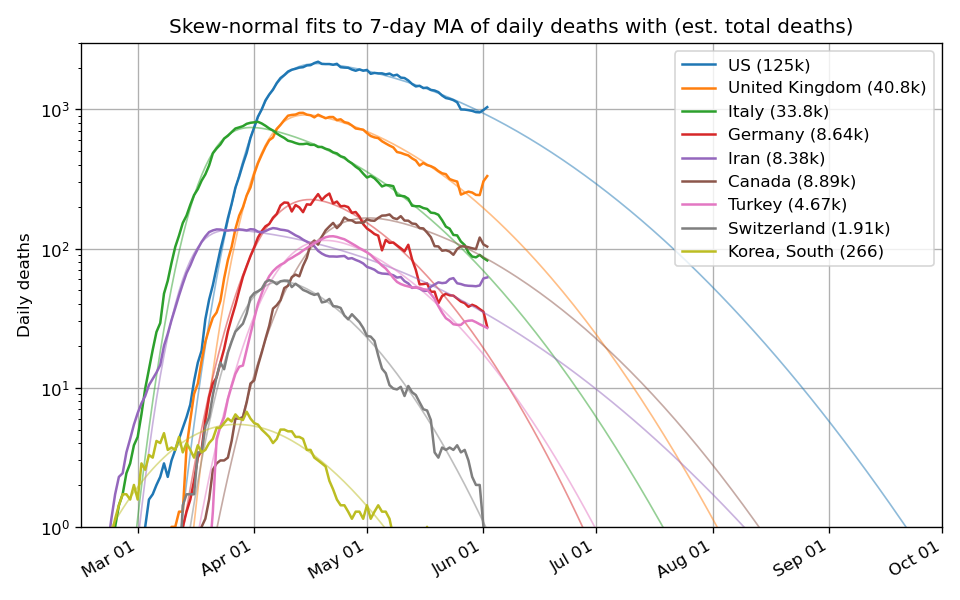 Skew-normal fits to 7-day MA of daily deaths with (est. total deaths)
US (125k)
United Kingdom (40.8k)
Italy (33.8k)
Germany (8.64k)
Iran (8.38k)
Canada (8.89k)
Turkey (4.67k)
Switzerland (1.91k)
Korea, South (266)
Daily deaths
10³
10²
10¹
10⁰
Mar 01
Apr 01
May 01
Jun 01
Jul 01
Aug 01
Sep 01
Oct 01